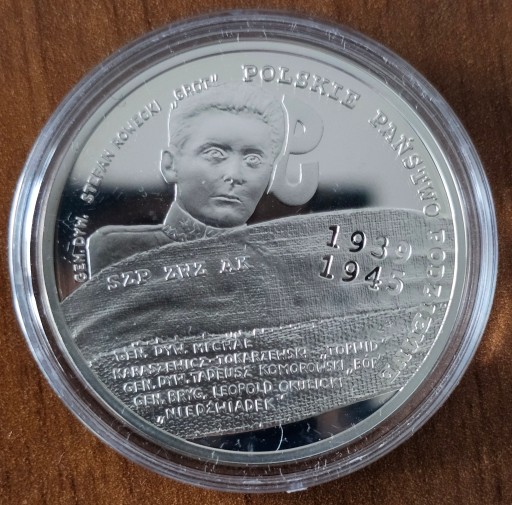 GEN. DYW. STEFAN ROWECKI „GROT”
POLSKIE PAŃSTWO PODZIEMNE
1939
1945
SZP ZWZ AK
GEN. DYW. MICHAŁ
KARASZEWICZ-TOKARZEWSKI „TORWID”
GEN. DYW. TADEUSZ KOMOROWSKI „BÓR”
GEN. BRYG. LEOPOLD OKULICKI
„NIEDŹWIADEK”